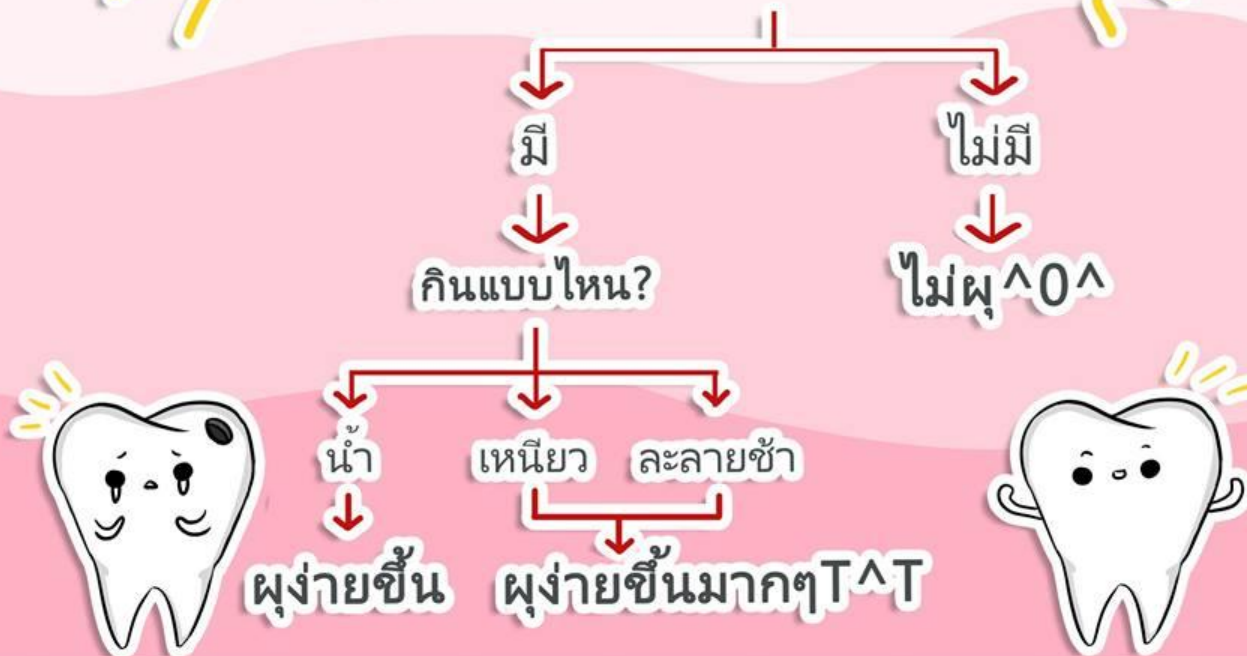 มี
ไม่มี
กินแบบไหน?
ไม่ผุ^0^
น้ำ
เหนียว
ละลายช้า
ผุง่ายขึ้น
ผุง่ายขึ้นมากๆT^T